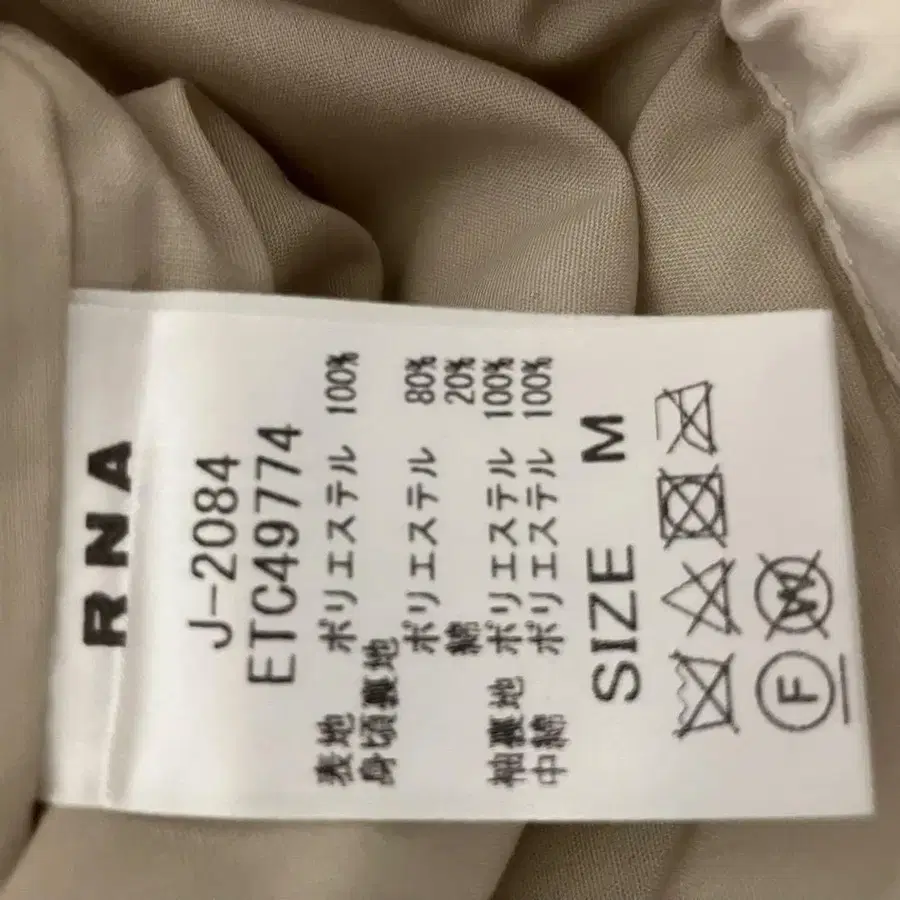 RNA
J-2084
ETC49774
表地 ポリエステル 100%
身頃裏地
ポリエステル 80%
綿 20%
袖裏地 ポリエステル 100%
中綿 ポリエステル 100%
SIZE M
F W